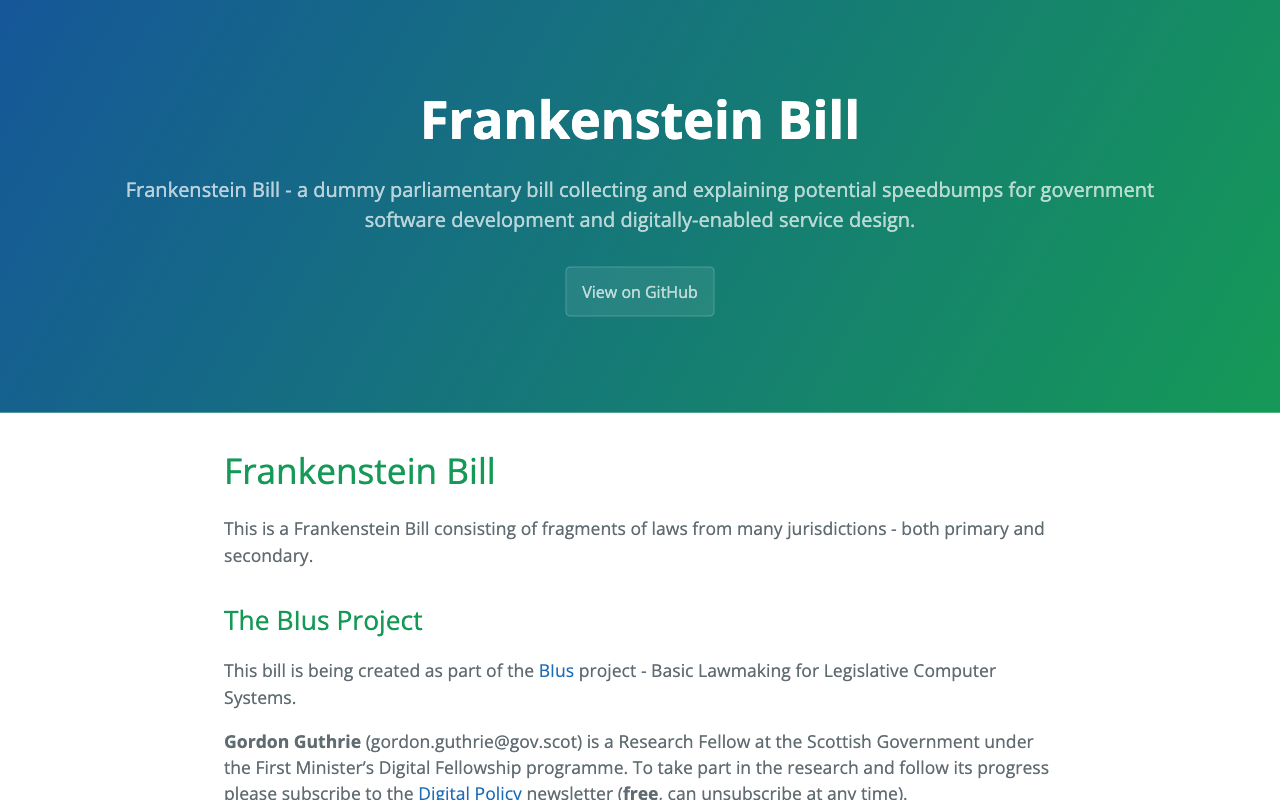 Frankenstein Bill
Frankenstein Bill - a dummy parliamentary bill collecting and explaining potential speedbumps for government
software development and digitally-enabled service design.
View on GitHub
Frankenstein Bill
This is a Frankenstein Bill consisting of fragments of laws from many jurisdictions - both primary and
secondary.
The BIus Project
This bill is being created as part of the BIus project - Basic Lawmaking for Legislative Computer
Systems.
Gordon Guthrie (gordon.guthrie@gov.scot) is a Research Fellow at the Scottish Government under
the First Minister’s Digital Fellowship programme. To take part in the research and follow its progress
please subscribe to the Digital Policy newsletter (free, can unsubscribe at any time).